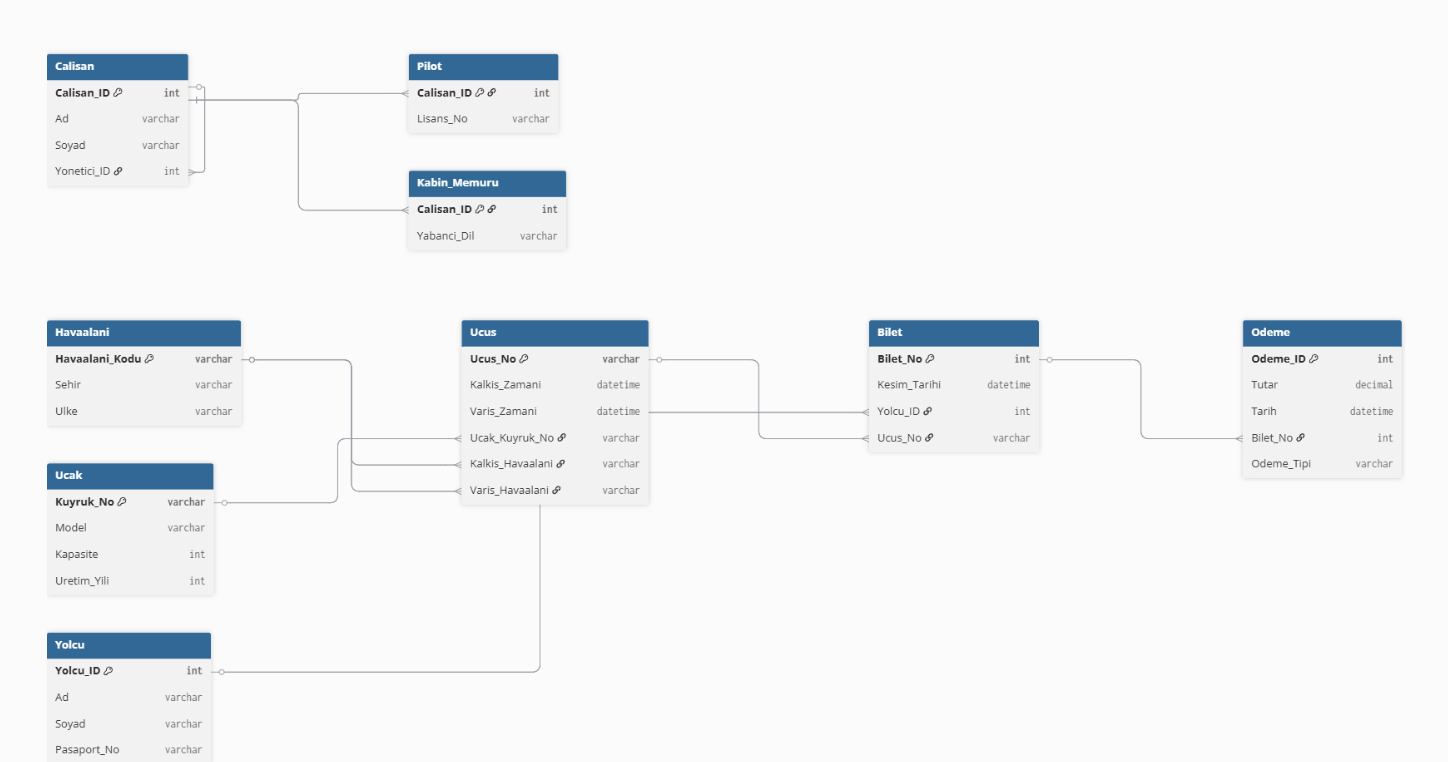 Calisan
Calisan_ID int
Ad varchar
Soyad varchar
Yonetici_ID int
Pilot
Calisan_ID int
Lisans_No varchar
Kabin_Memuru
Calisan_ID int
Yabanci_Dil varchar
Havaalani
Havaalani_Kodu varchar
Sehir varchar
Ulke varchar
Ucus
Ucus_No varchar
Kalkis_Zamani datetime
Varis_Zamani datetime
Ucak_Kuyruk_No varchar
Kalkis_Havaalani varchar
Varis_Havaalani varchar
Bilet
Bilet_No int
Kesim_Tarihi datetime
Yolcu_ID int
Ucus_No varchar
Odeme
Odeme_ID int
Tutar decimal
Tarih datetime
Bilet_No int
Odeme_Tipi varchar
Ucak
Kuyruk_No varchar
Model varchar
Kapasite int
Uretim_Yili int
Yolcu
Yolcu_ID int
Ad varchar
Soyad varchar
Pasaport_No varchar